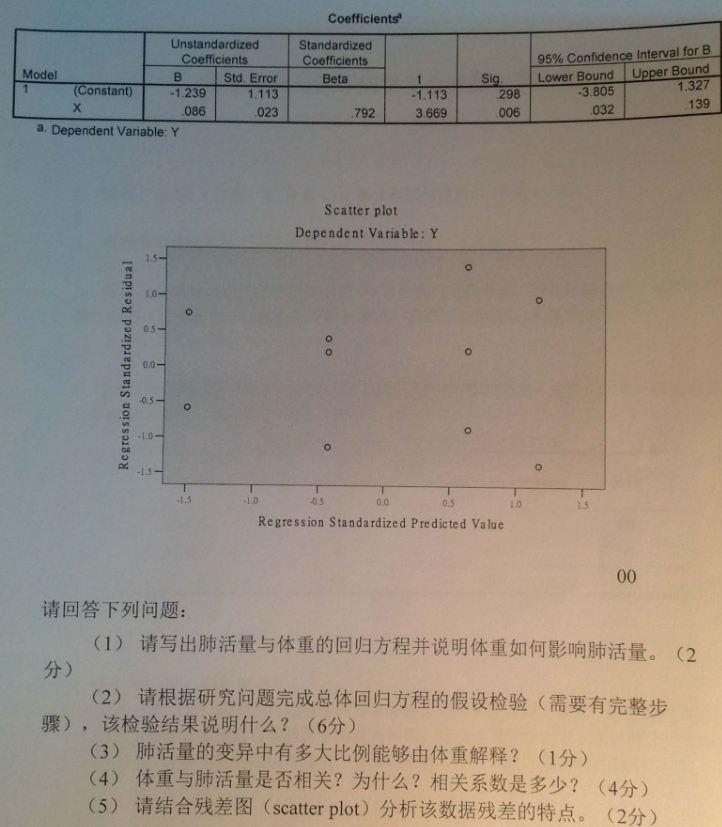 Coefficientsᵃ
Unstandardized Coefficients Standardized Coefficients 95% Confidence Interval for B
Model B Std. Error Beta t Sig. Lower Bound Upper Bound
1 (Constant) -1.239 1.113 -1.113 .298 -3.805 1.327
X .086 .023 .792 3.669 .006 .032 .139
a. Dependent Variable: Y
Scatter plot
Dependent Variable: Y
Regression Standardized Residual
1.5
1.0
0.5
0.0
-0.5
-1.0
-1.5
-1.5 -1.0 -0.5 0.0 0.5 1.0 1.5
Regression Standardized Predicted Value
00
请回答下列问题：
（1） 请写出肺活量与体重的回归方程并说明体重如何影响肺活量。（2
分）
（2） 请根据研究问题完成总体回归方程的假设检验（需要有完整步
骤），该检验结果说明什么？（6分）
（3） 肺活量的变异中有多大比例能够由体重解释？（1分）
（4） 体重与肺活量是否相关？为什么？相关系数是多少？（4分）
（5） 请结合残差图（scatter plot）分析该数据残差的特点。（2分）